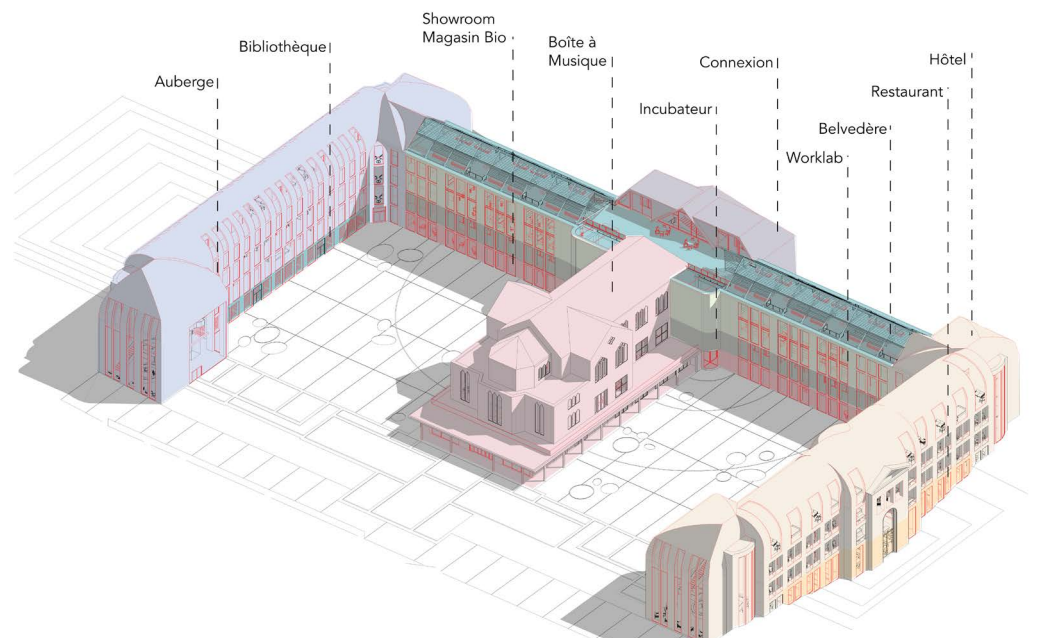 Auberge
Bibliothèque
Showroom
Magasin Bio
Boîte à
Musique
Incubateur
Connexion
Worklab
Belvedère
Restaurant
Hôtel